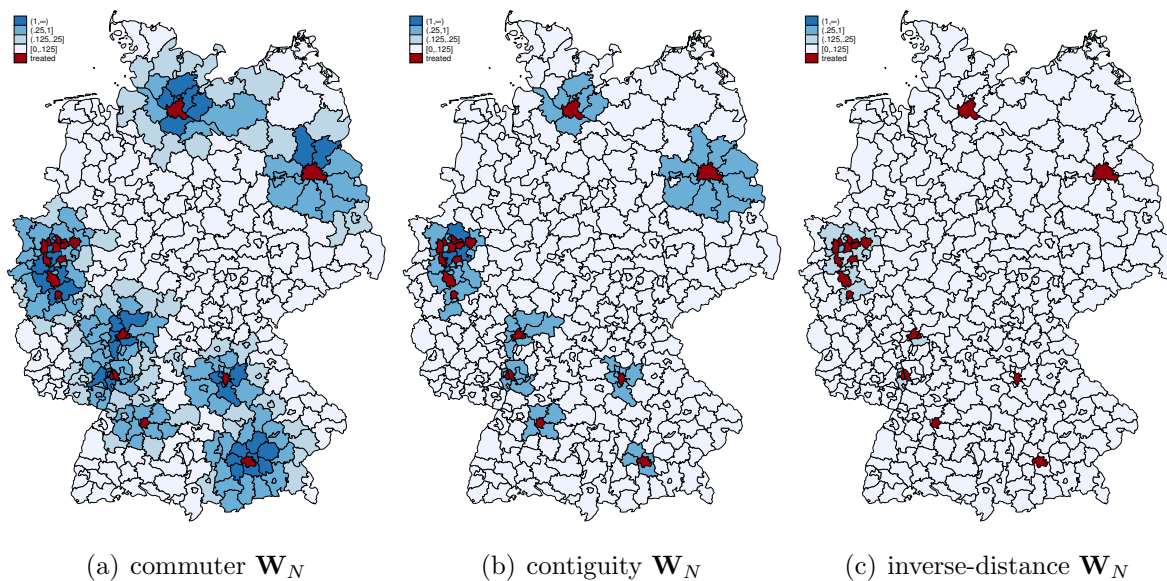 (1,∞)
(.25,1]
(.125,.25]
[0,.125]
treated
(1,∞)
(.25,1]
(.125,.25]
[0,.125]
treated
(1,∞)
(.25,1]
(.125,.25]
[0,.125]
treated
(a) commuter W_N
(b) contiguity W_N
(c) inverse-distance W_N